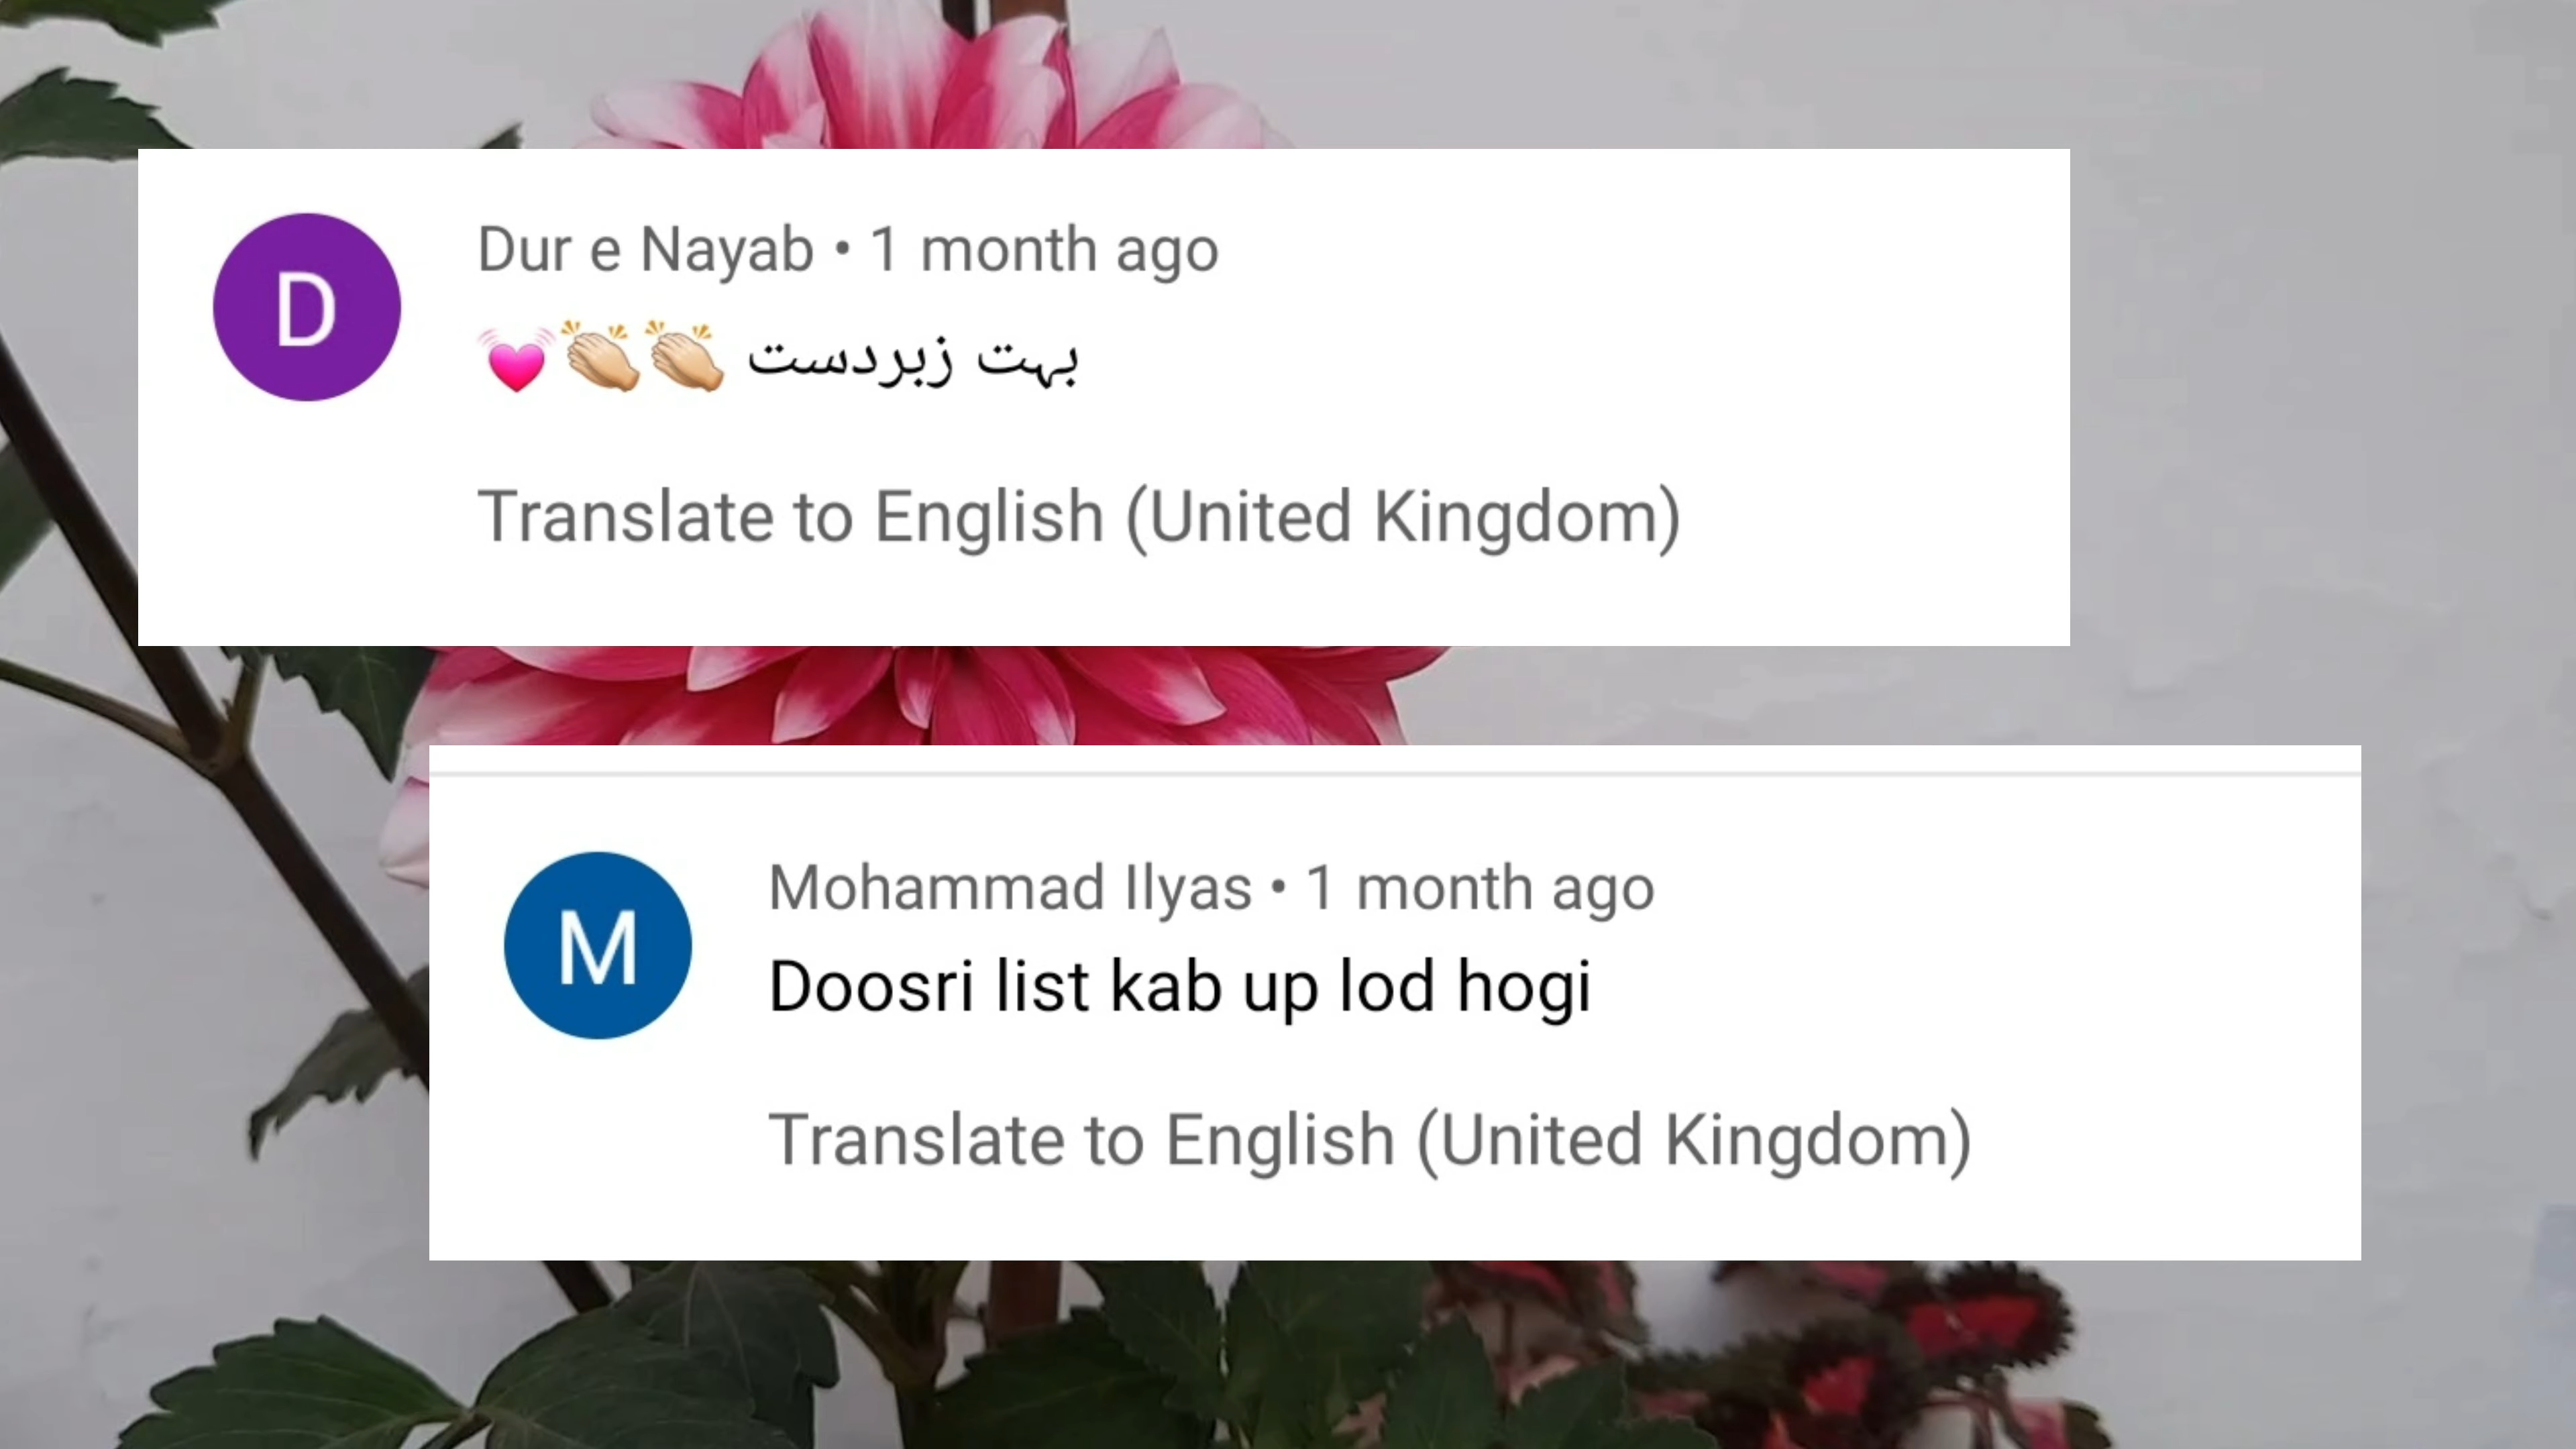 D
Dur e Nayab • 1 month ago
بہت زبردست 👏🏼👏🏼💓
Translate to English (United Kingdom)
M
Mohammad Ilyas • 1 month ago
Doosri list kab up lod hogi
Translate to English (United Kingdom)